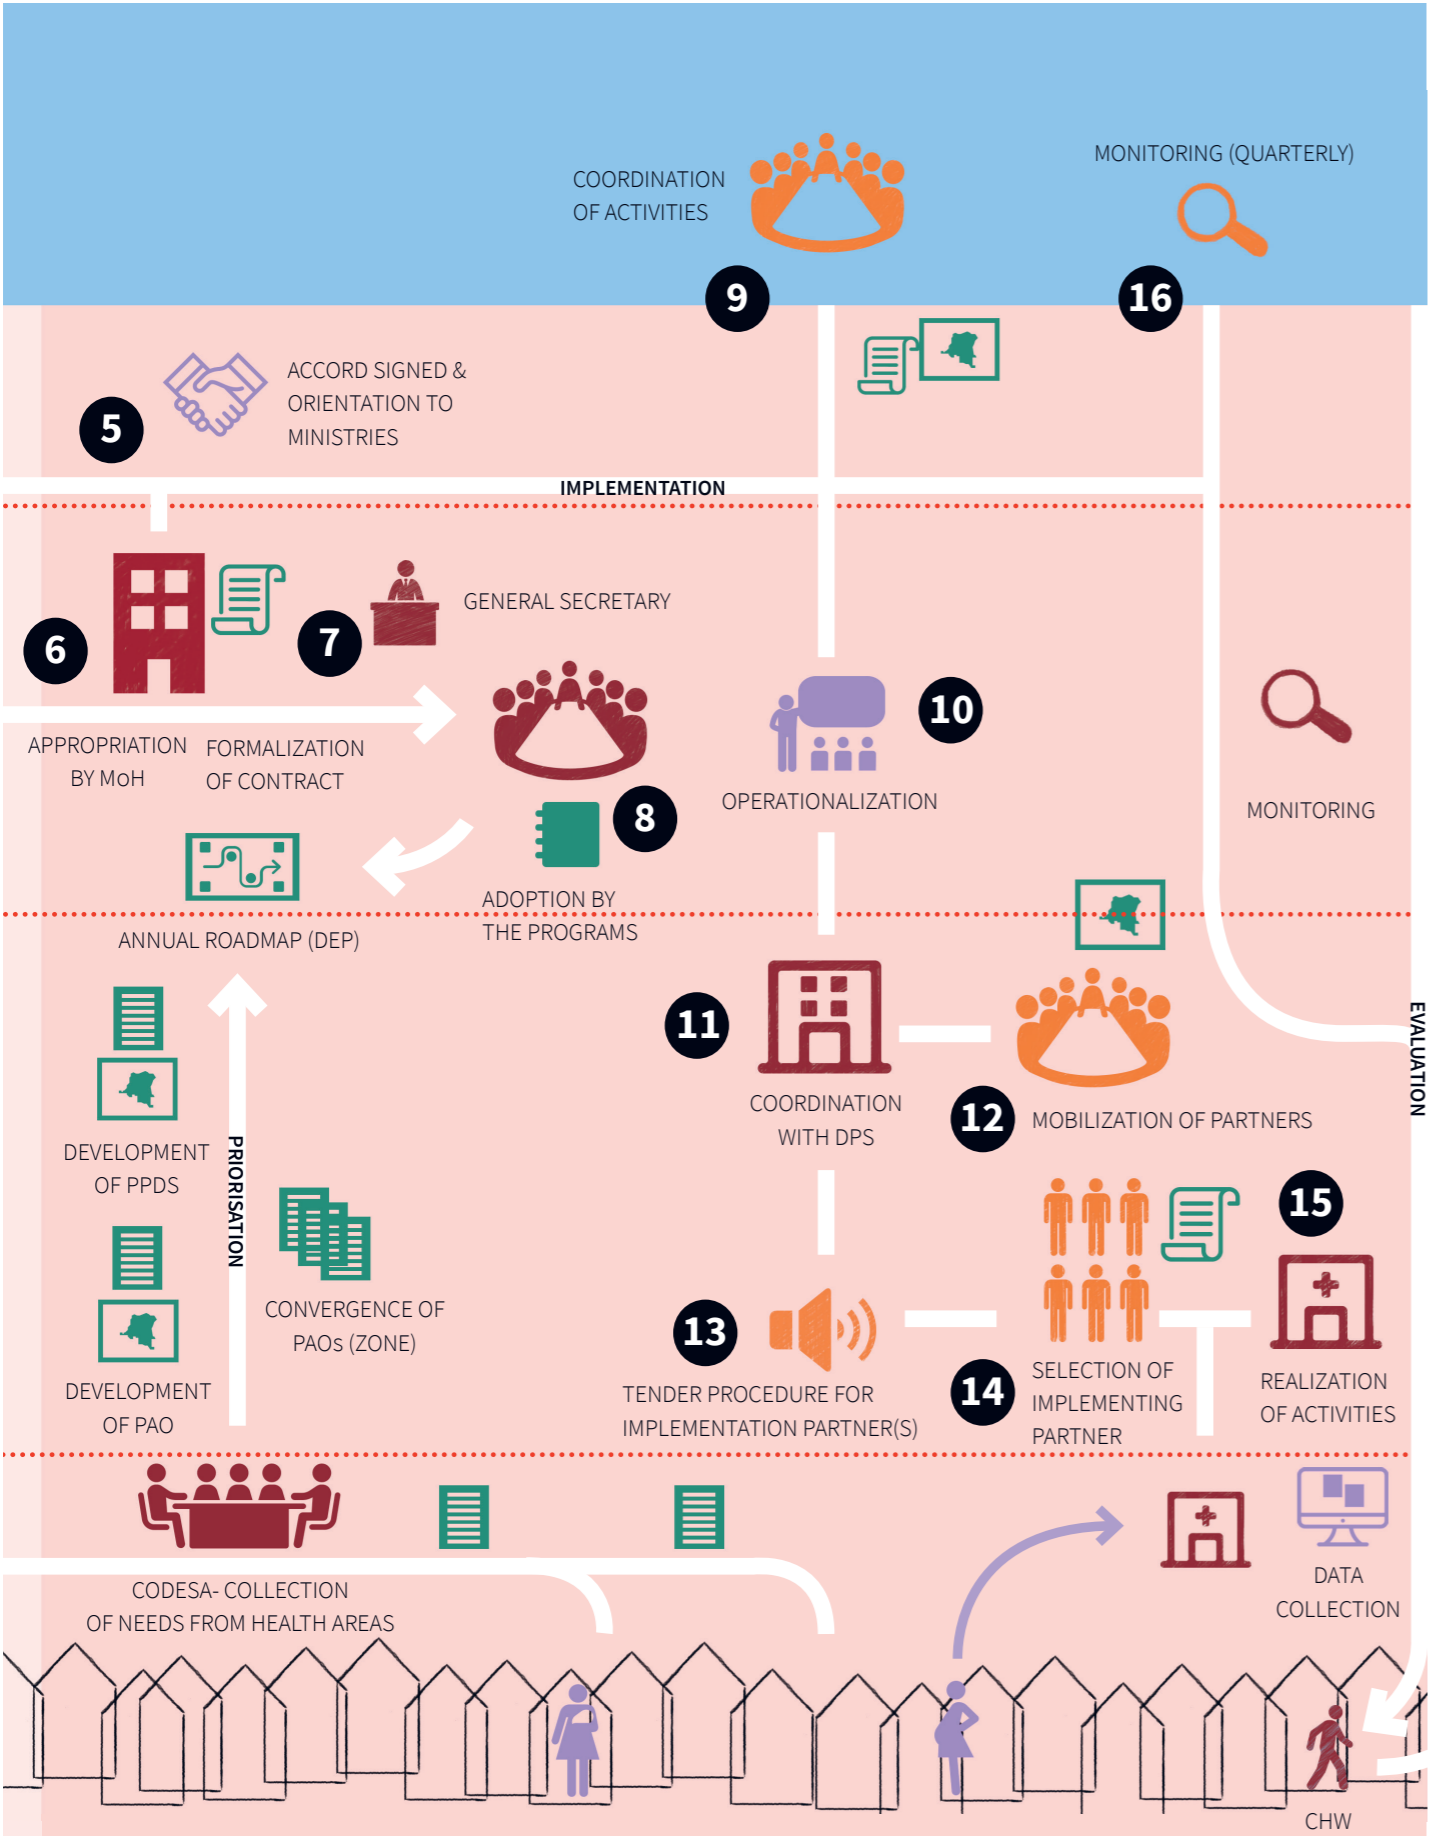 COORDINATION
OF ACTIVITIES
MONITORING (QUARTERLY)
9
16
5
ACCORD SIGNED &
ORIENTATION TO
MINISTRIES
IMPLEMENTATION
6
7
GENERAL SECRETARY
APPROPRIATION
BY MoH
FORMALIZATION
OF CONTRACT
8
ADOPTION BY
THE PROGRAMS
ANNUAL ROADMAP (DEP)
10
OPERATIONALIZATION
MONITORING
11
COORDINATION
WITH DPS
12
MOBILIZATION OF PARTNERS
EVALUATION
DEVELOPMENT
OF PPDS
PRIORISATION
CONVERGENCE OF
PAOs (ZONE)
DEVELOPMENT
OF PAO
13
TENDER PROCEDURE FOR
IMPLEMENTATION PARTNER(S)
14
SELECTION OF
IMPLEMENTING
PARTNER
15
REALIZATION
OF ACTIVITIES
CODESA- COLLECTION
OF NEEDS FROM HEALTH AREAS
DATA
COLLECTION
CHW